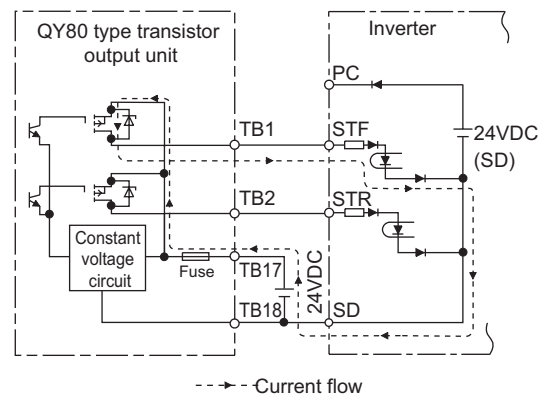 QY80 type transistor
output unit
Inverter
PC
TB1
STF
24VDC
(SD)
TB2
STR
Constant
voltage
circuit
Fuse
TB17
24VDC
TB18
SD
Current flow